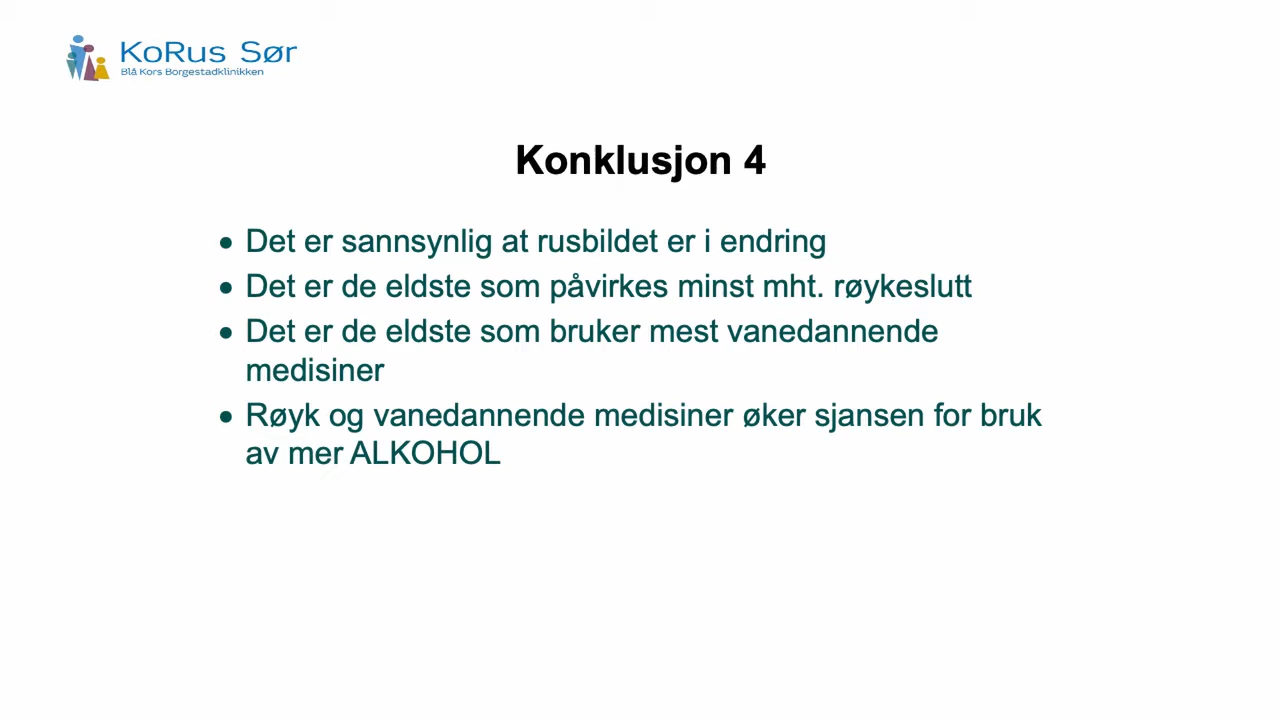 KoRus Sør
Blå Kors Borgestadklinikken
Konklusjon 4
• Det er sannsynlig at rusbildet er i endring
• Det er de eldste som påvirkes minst mht. røykeslutt
• Det er de eldste som bruker mest vanedannende
medisiner
• Røyk og vanedannende medisiner øker sjansen for bruk
av mer ALKOHOL